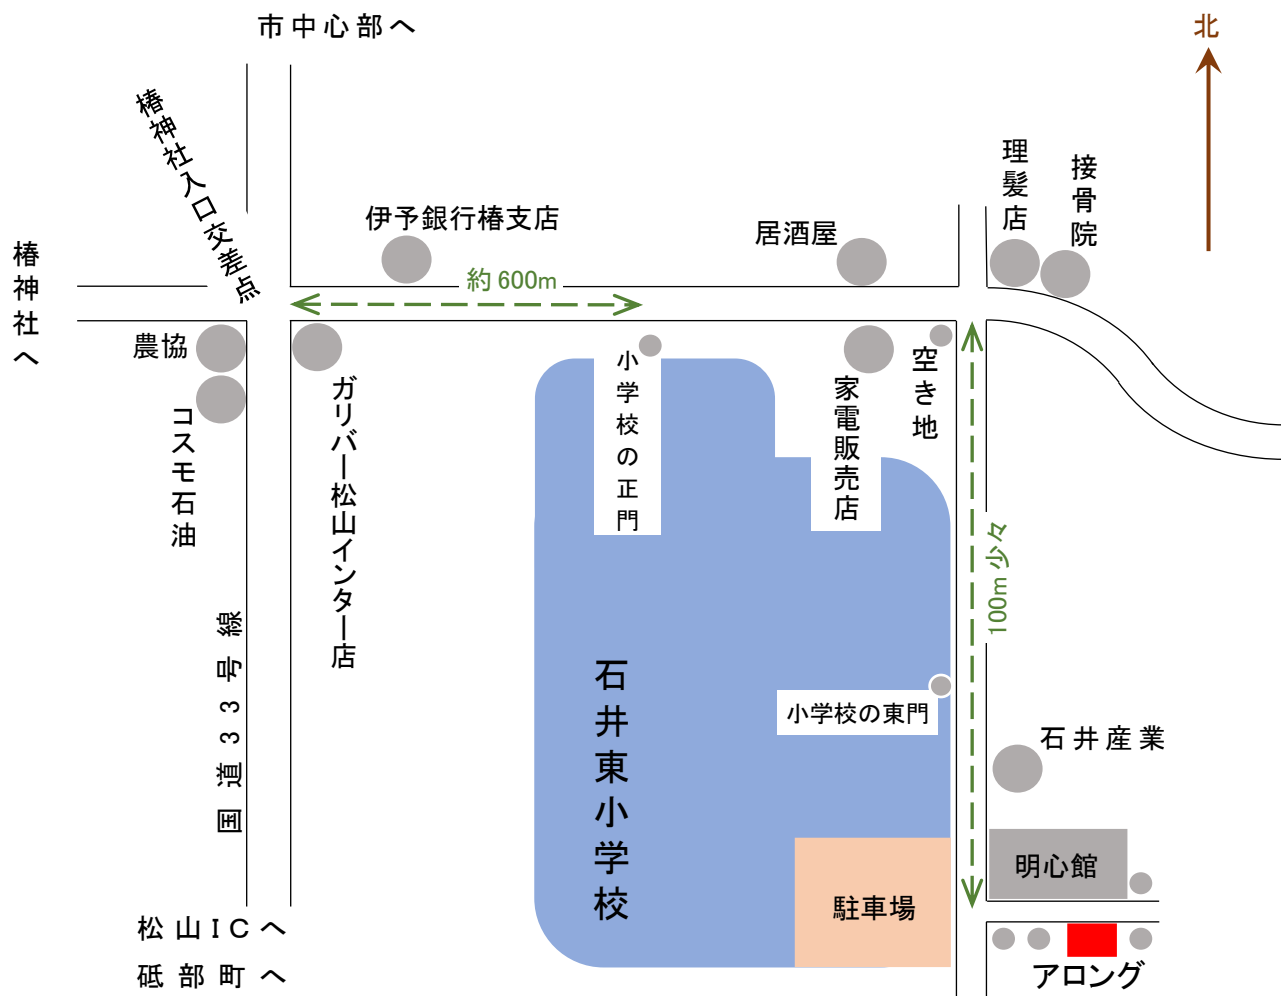 市中心部へ
北
椿神社入口交差点
理髪店
接骨院
伊予銀行椿支店
居酒屋
椿神社へ
約600m
農協
コスモ石油
ガリバー松山インター店
小学校の正門
家電販売店
空き地
100m少々
国道33号線
石井東小学校
小学校の東門
石井産業
明心館
駐車場
松山ICへ
砥部町へ
アロング